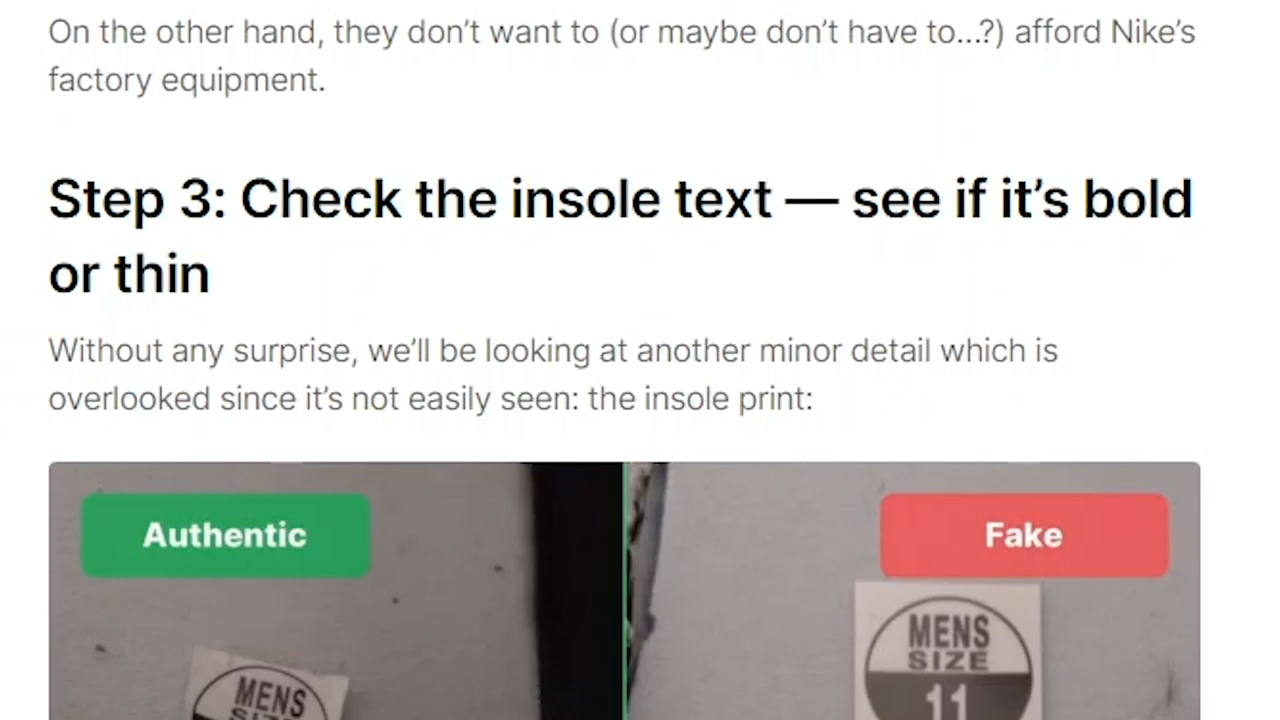 On the other hand, they don’t want to (or maybe don’t have to...?) afford Nike’s
factory equipment.
Step 3: Check the insole text — see if it’s bold
or thin
Without any surprise, we’ll be looking at another minor detail which is
overlooked since it’s not easily seen: the insole print:
Authentic
Fake
MENS
SIZE
MENS
SIZE
11